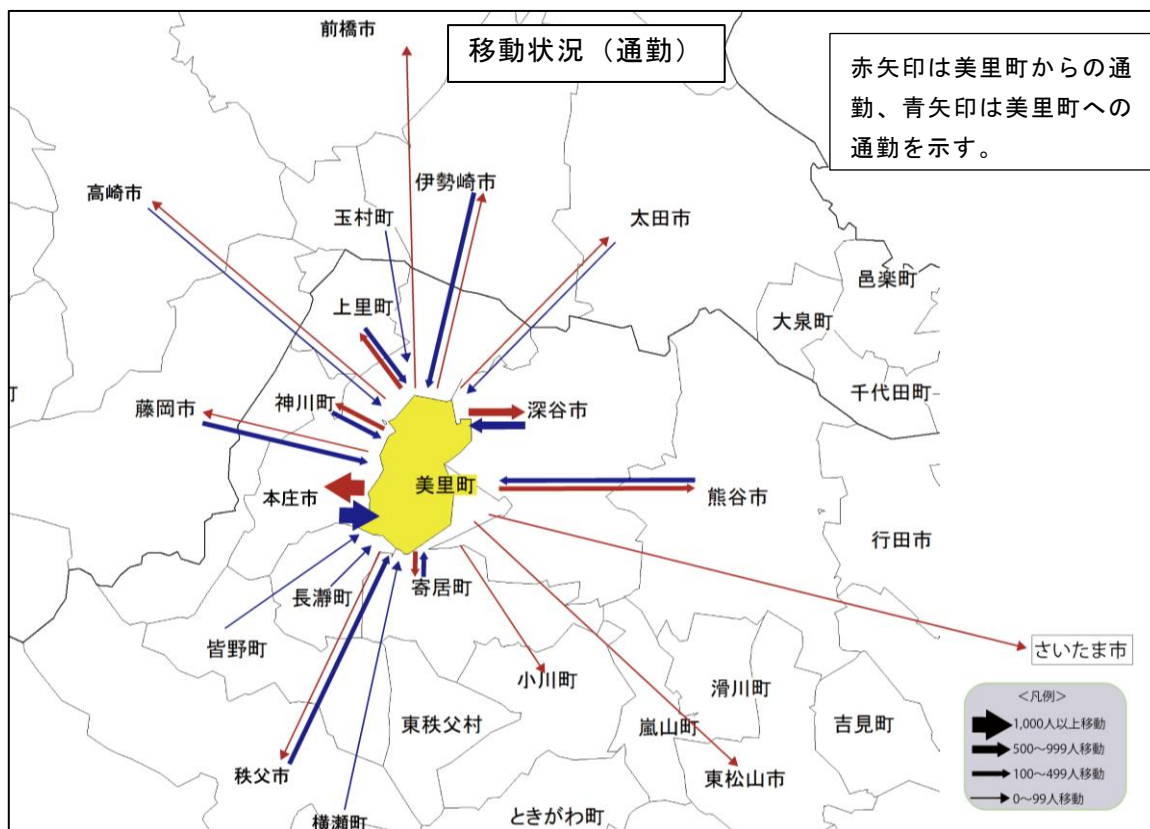 前橋市
移動状況（通勤）
赤矢印は美里町からの通
勤、青矢印は美里町への
通勤を示す。
高崎市
伊勢崎市
玉村町
太田市
邑楽町
上里町
大泉町
千代田町
町
藤岡市
神川町
深谷市
美里町
本庄市
熊谷市
行田市
長瀞町
寄居町
皆野町
さいたま市
小川町
滑川町
東秩父村
嵐山町
吉見町
秩父市
東松山市
横瀬町
ときがわ町
＜凡例＞
1,000人以上移動
500～999人移動
100～499人移動
0～99人移動